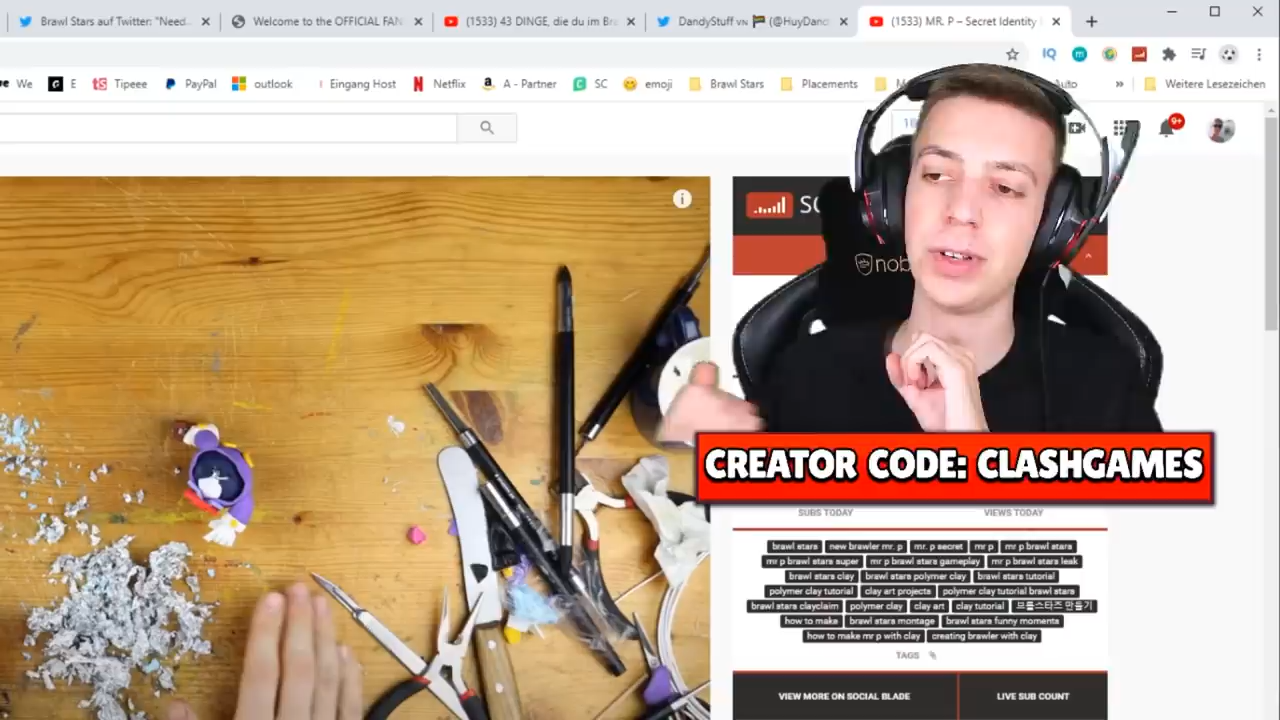 Brawl Stars auf Twitter: "Need
Welcome to the OFFICIAL FAN
(1533) 43 DINGE, die du im Br
DandyStuff VN (@HuyDand
(1533) MR. P – Secret Identity
We
E
Tipeee
PayPal
outlook
Eingang Host
Netflix
A - Partner
SC
emoji
Brawl Stars
Placements
Auto
Weitere Lesezeichen
9+
nob
CREATOR CODE: CLASHGAMES
SUBS TODAY
VIEWS TODAY
brawl stars new brawler mr. p mr. p secret mr p mr p brawl stars
mr p brawl stars super mr p brawl stars gameplay mr p brawl stars leak
brawl stars clay brawl stars polymer clay brawl stars tutorial
polymer clay tutorial clay art projects polymer clay tutorial brawl stars
brawl stars clayclaim polymer clay clay art clay tutorial 브롤스타즈 만들기
how to make brawl stars montage brawl stars funny moments
how to make mr p with clay creating brawler with clay
TAGS
VIEW MORE ON SOCIAL BLADE
LIVE SUB COUNT